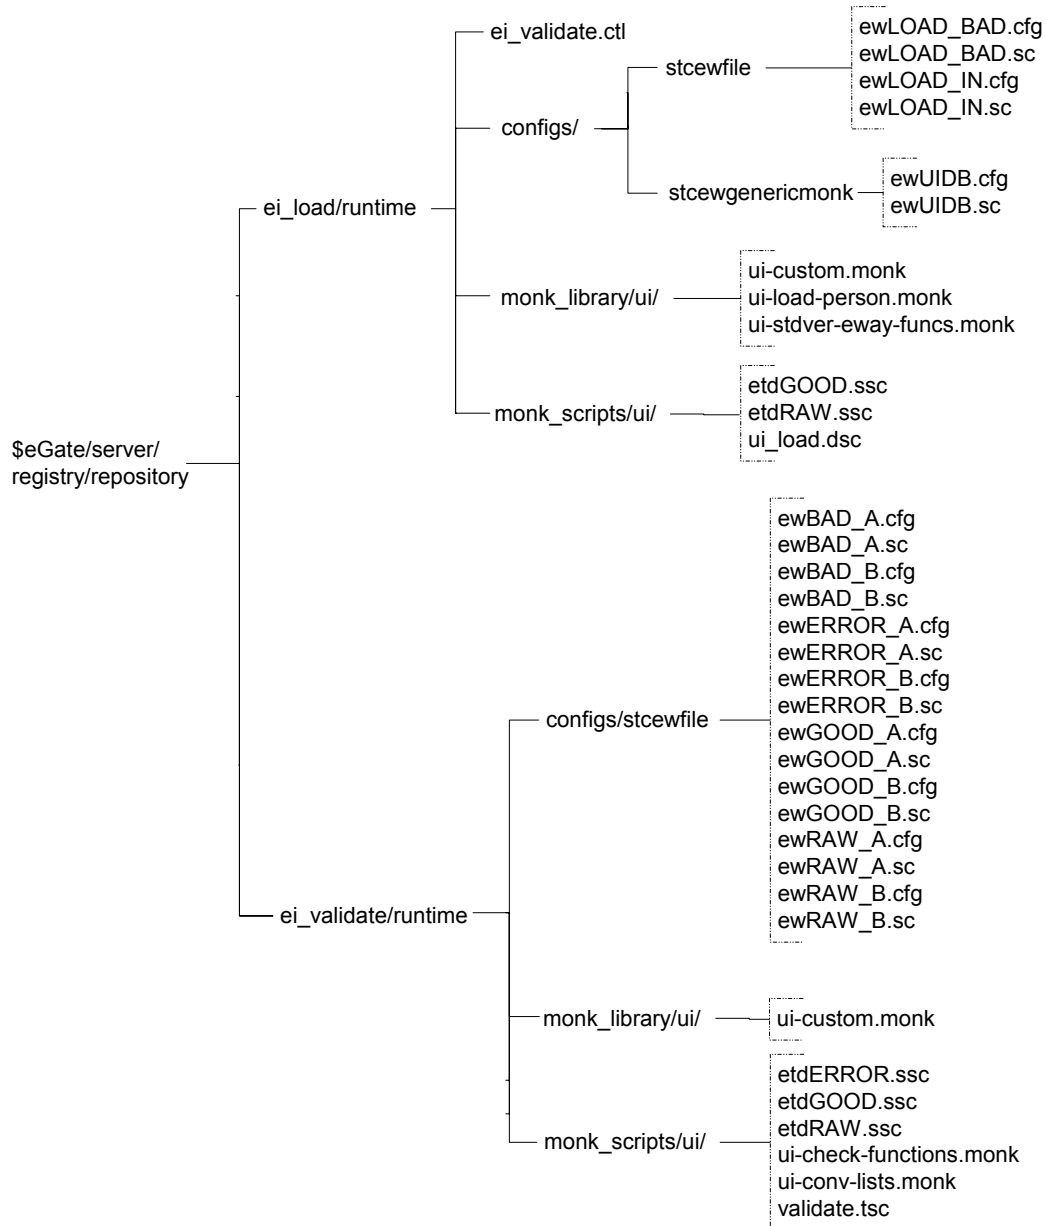 $eGate/server/
registry/repository
ei_load/runtime
ei_validate.ctl
configs/
stcewfile
ewLOAD_BAD.cfg
ewLOAD_BAD.sc
ewLOAD_IN.cfg
ewLOAD_IN.sc
stcewgenericmonk
ewUIDB.cfg
ewUIDB.sc
monk_library/ui/
ui-custom.monk
ui-load-person.monk
ui-stdver-eway-funcs.monk
monk_scripts/ui/
etdGOOD.ssc
etdRAW.ssc
ui_load.dsc
ei_validate/runtime
configs/stcewfile
ewBAD_A.cfg
ewBAD_A.sc
ewBAD_B.cfg
ewBAD_B.sc
ewERROR_A.cfg
ewERROR_A.sc
ewERROR_B.cfg
ewERROR_B.sc
ewGOOD_A.cfg
ewGOOD_A.sc
ewGOOD_B.cfg
ewGOOD_B.sc
ewRAW_A.cfg
ewRAW_A.sc
ewRAW_B.cfg
ewRAW_B.sc
monk_library/ui/
ui-custom.monk
monk_scripts/ui/
etdERROR.ssc
etdGOOD.ssc
etdRAW.ssc
ui-check-functions.monk
ui-conv-lists.monk
validate.tsc